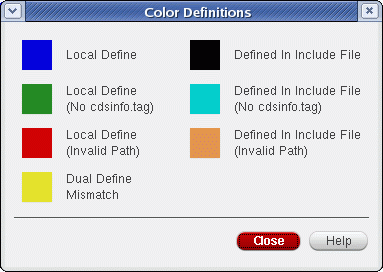 Color Definitions
Local Define
Defined In Include File
Local Define
(No cdsinfo.tag)
Defined In Include File
(No cdsinfo.tag)
Local Define
(Invalid Path)
Defined In Include File
(Invalid Path)
Dual Define
Mismatch
Close
Help